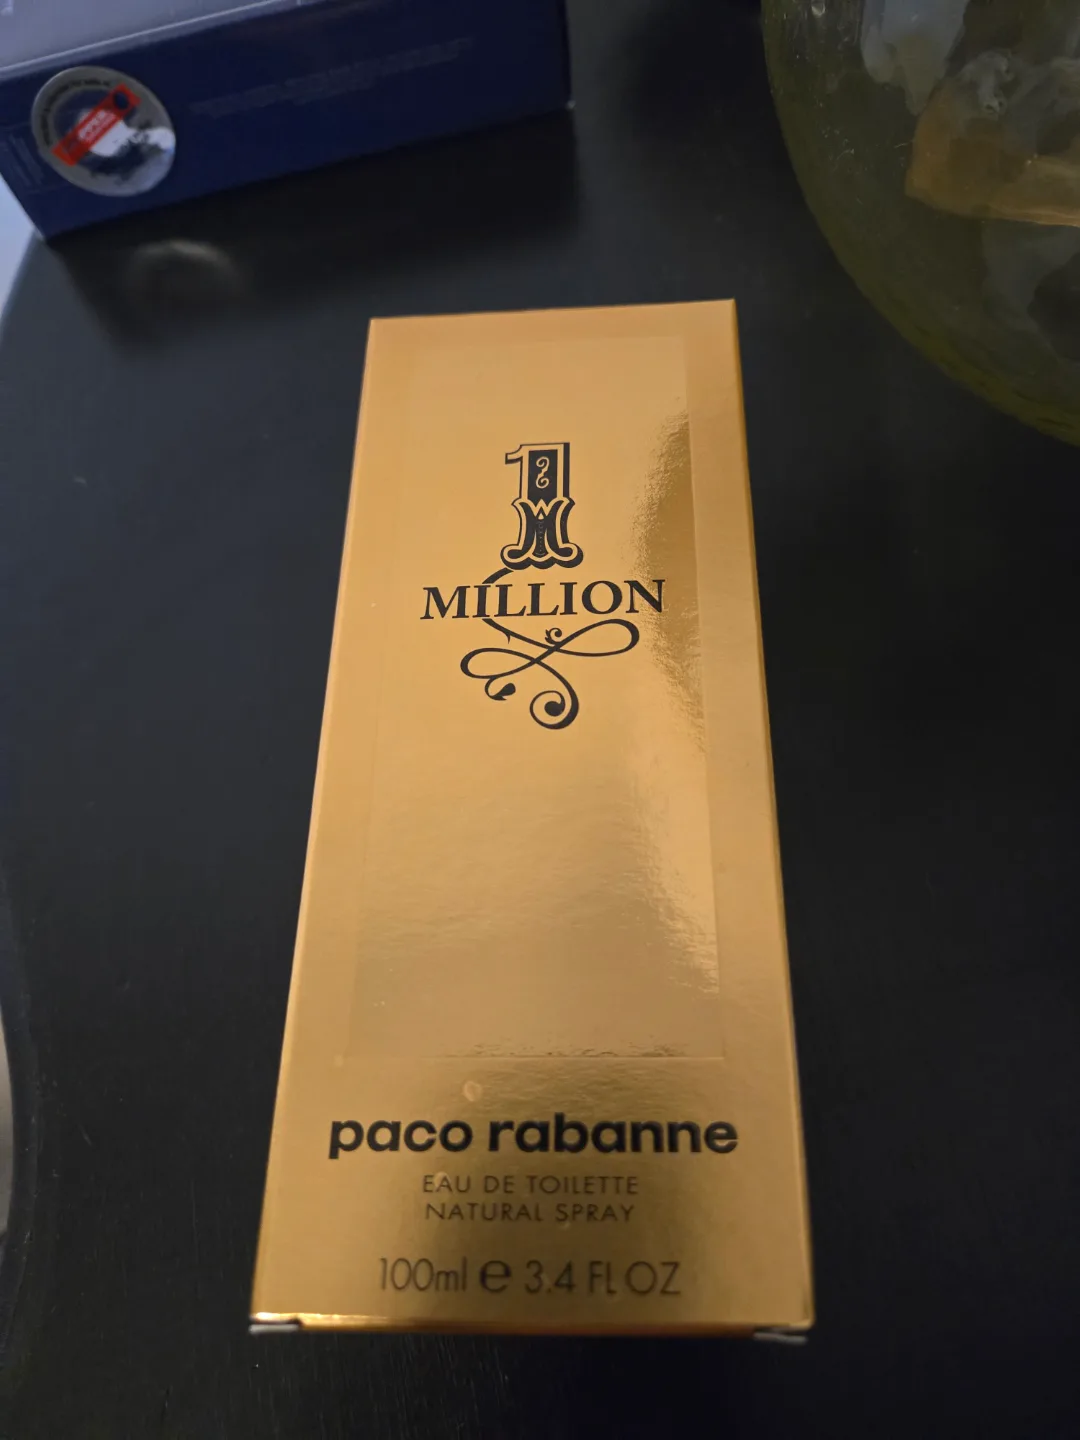 1
MILLION
paco rabanne
EAU DE TOILETTE
NATURAL SPRAY
100ml e 3.4 FL OZ